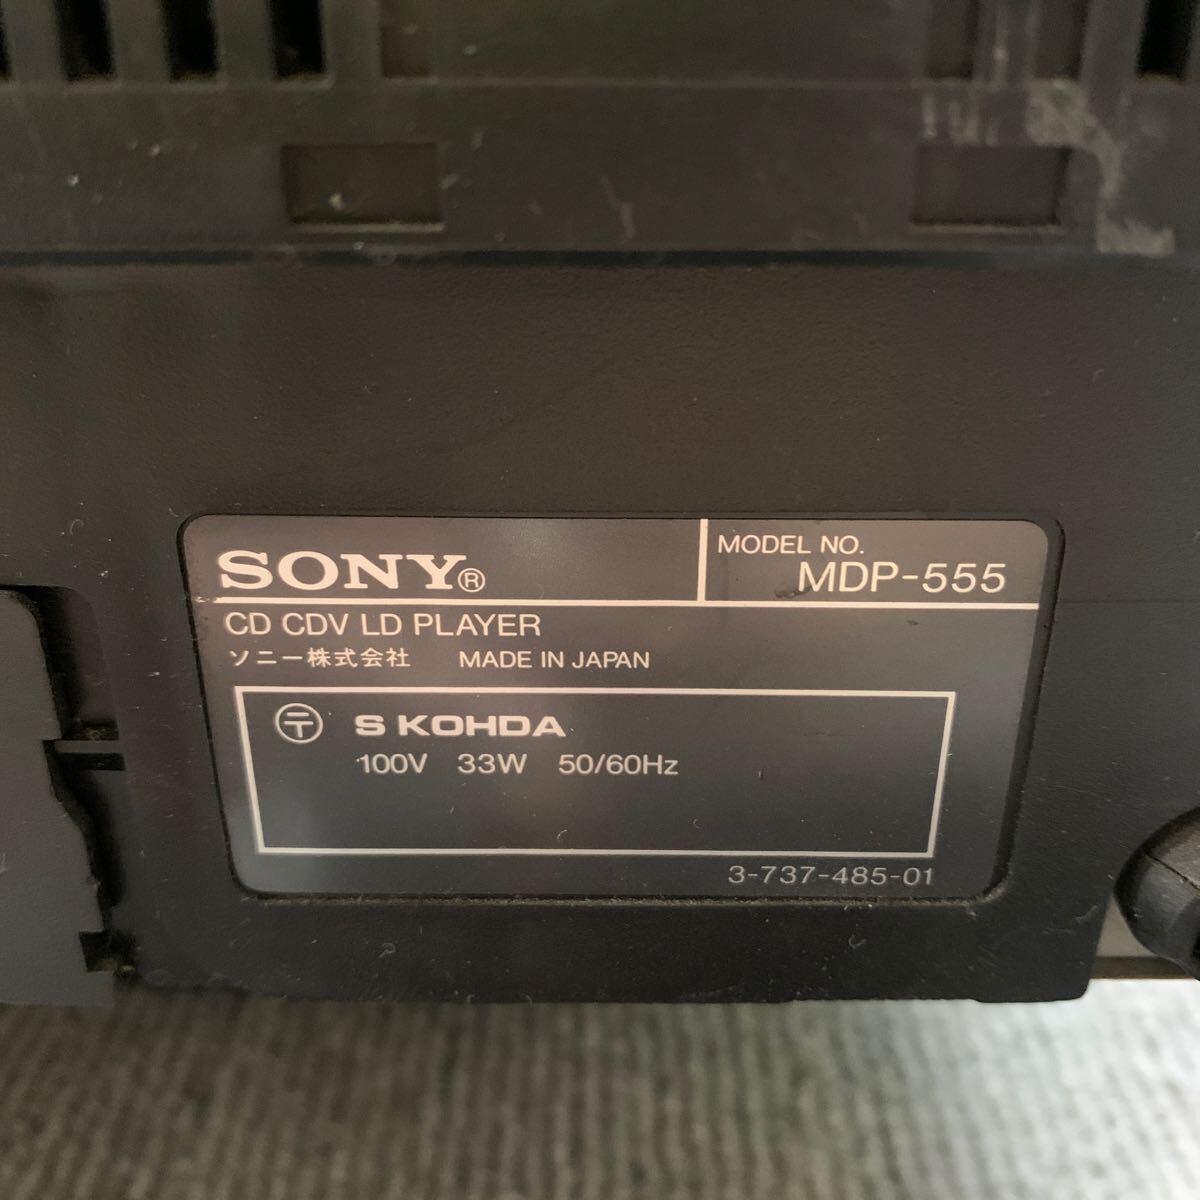 SONY®
MODEL NO.
MDP-555
CD CDV LD PLAYER
ソニー株式会社 MADE IN JAPAN
〒 S KOHDA
100V 33W 50/60Hz
3-737-485-01